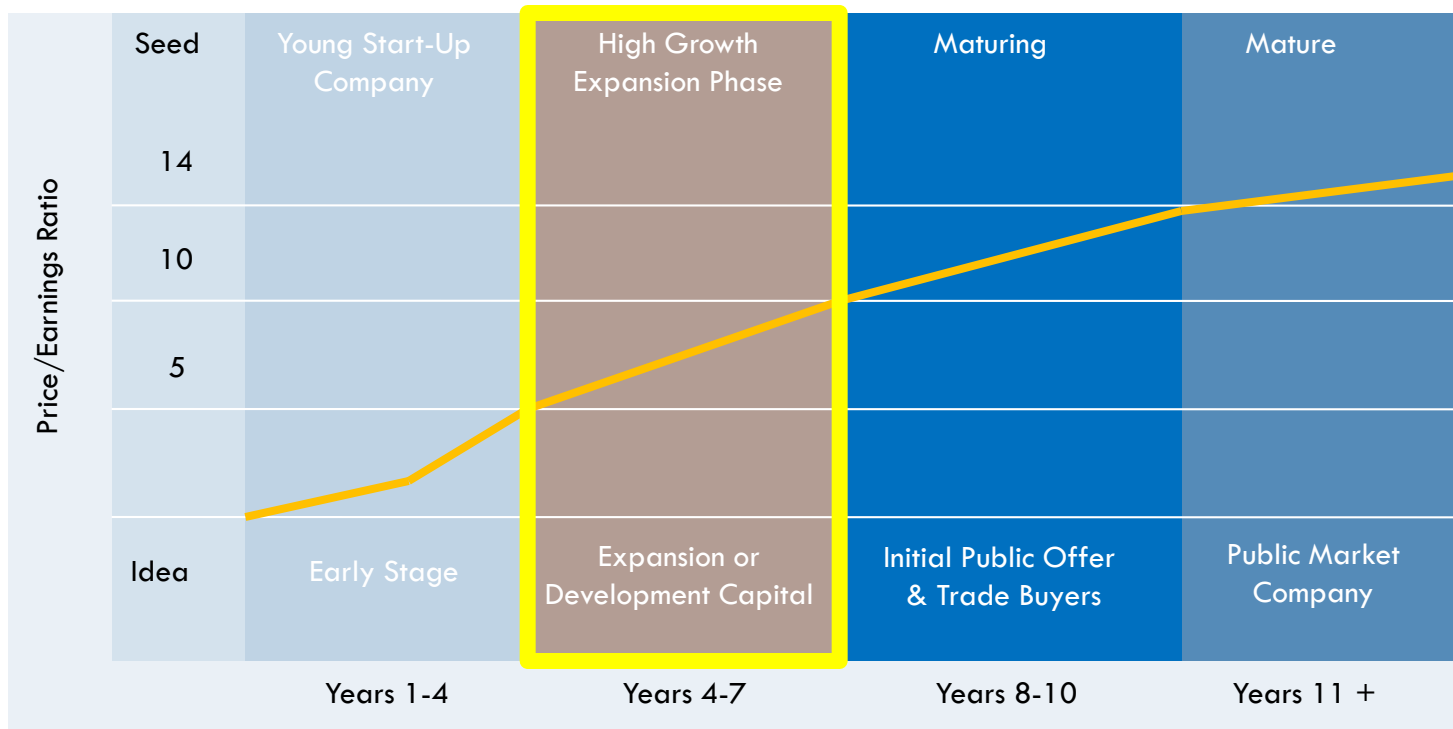 Seed
Young Start-Up
Company
High Growth
Expansion Phase
Maturing
Mature
Price/Earnings Ratio
14
10
5
Idea
Early Stage
Expansion or
Development Capital
Initial Public Offer
& Trade Buyers
Public Market
Company
Years 1-4
Years 4-7
Years 8-10
Years 11 +